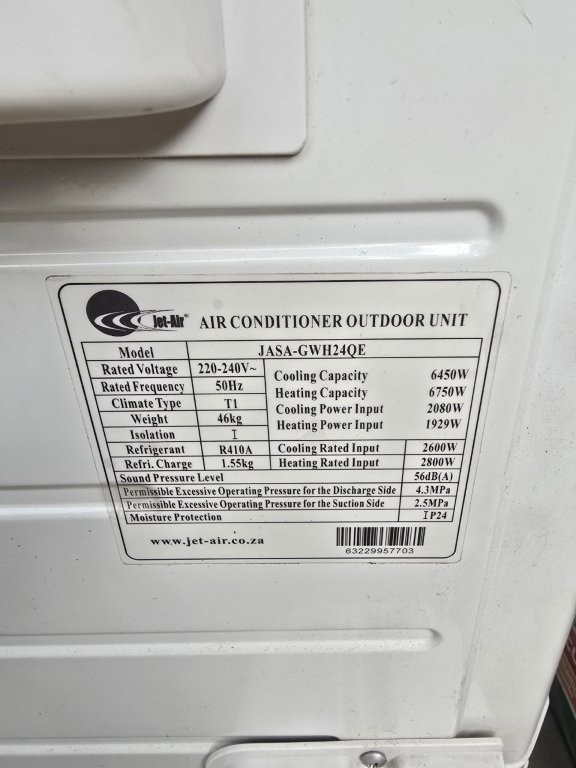 Jet-Air® AIR CONDITIONER OUTDOOR UNIT
Model JASA-GWH24QE
Rated Voltage 220-240V~
Rated Frequency 50Hz
Climate Type T1
Weight 46kg
Isolation I
Cooling Capacity 6450W
Heating Capacity 6750W
Cooling Power Input 2080W
Heating Power Input 1929W
Refrigerant R410A Cooling Rated Input 2600W
Refri. Charge 1.55kg Heating Rated Input 2800W
Sound Pressure Level 56dB(A)
Permissible Excessive Operating Pressure for the Discharge Side 4.3MPa
Permissible Excessive Operating Pressure for the Suction Side 2.5MPa
Moisture Protection IP24
www.jet-air.co.za
63229957703